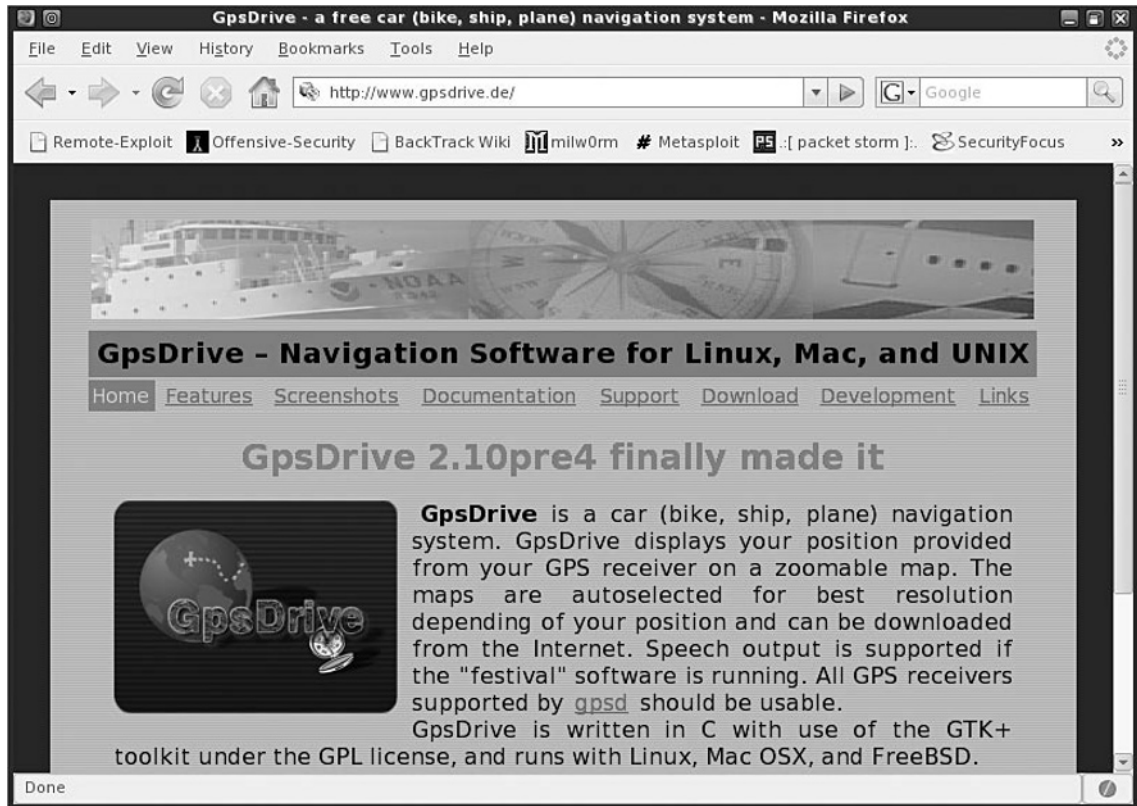 GpsDrive - a free car (bike, ship, plane) navigation system - Mozilla Firefox
File Edit View History Bookmarks Tools Help
http://www.gpsdrive.de/ G Google
Remote-Exploit Offensive-Security BackTrack Wiki milw0rm # Metasploit PS .:[ packet storm ]:. SecurityFocus »
NOAA
GpsDrive – Navigation Software for Linux, Mac, and UNIX
Home Features Screenshots Documentation Support Download Development Links
GpsDrive 2.10pre4 finally made it
GpsDrive
GpsDrive is a car (bike, ship, plane) navigation
system. GpsDrive displays your position provided
from your GPS receiver on a zoomable map. The
maps are autoselected for best resolution
depending of your position and can be downloaded
from the Internet. Speech output is supported if
the "festival" software is running. All GPS receivers
supported by gpsd should be usable.
GpsDrive is written in C with use of the GTK+
toolkit under the GPL license, and runs with Linux, Mac OSX, and FreeBSD.
Done